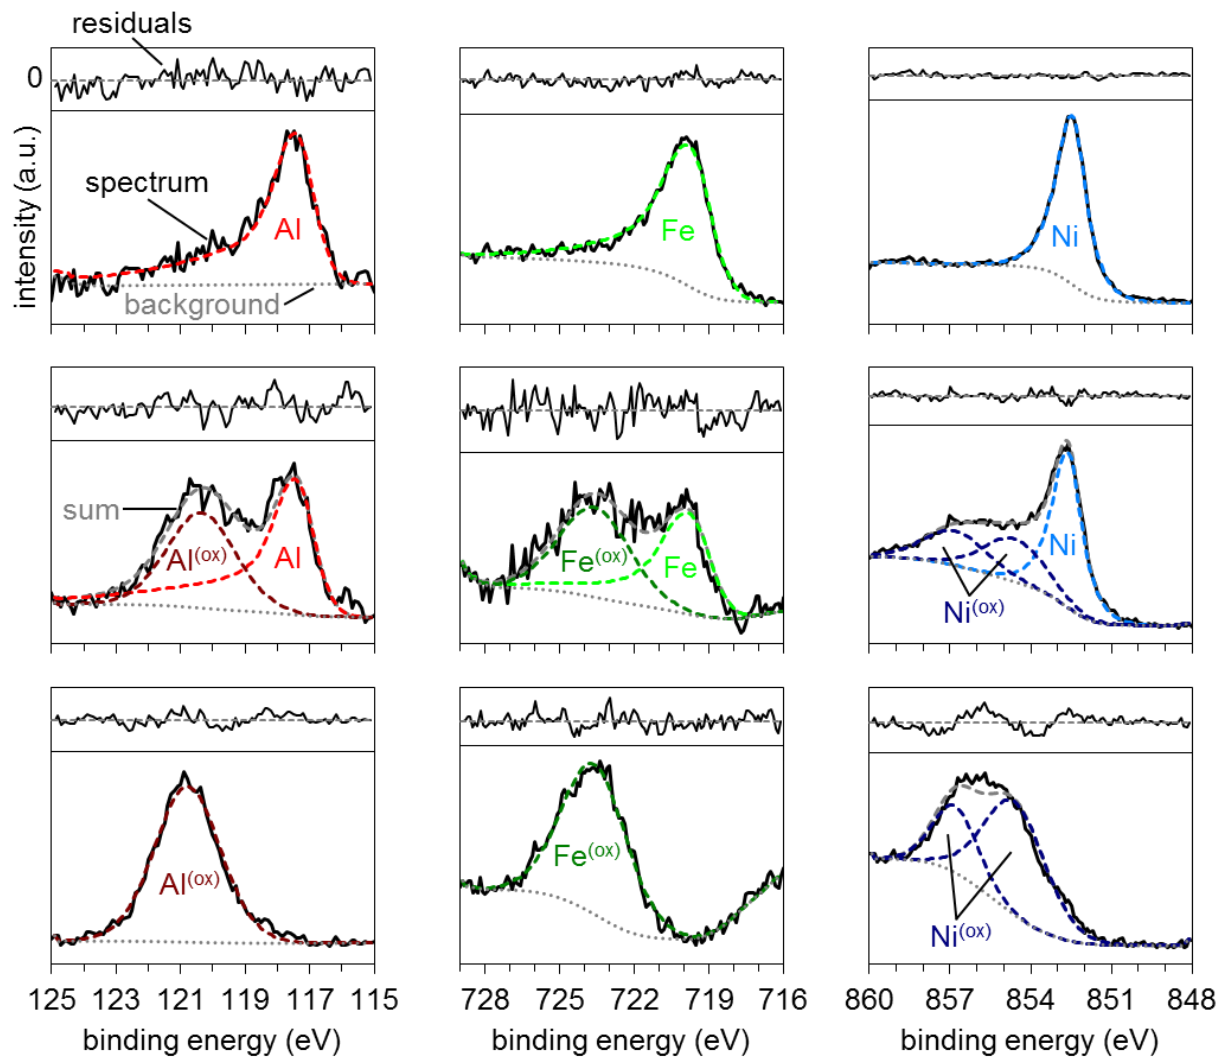 residuals
0
intensity (a.u.)
spectrum
Al
background
Fe
Ni
sum
Al(ox)
Al
Fe(ox)
Fe
Ni
Ni(ox)
Al(ox)
Fe(ox)
Ni(ox)
125 123 121 119 117 115
728 725 722 719 716
860 857 854 851 848
binding energy (eV)
binding energy (eV)
binding energy (eV)